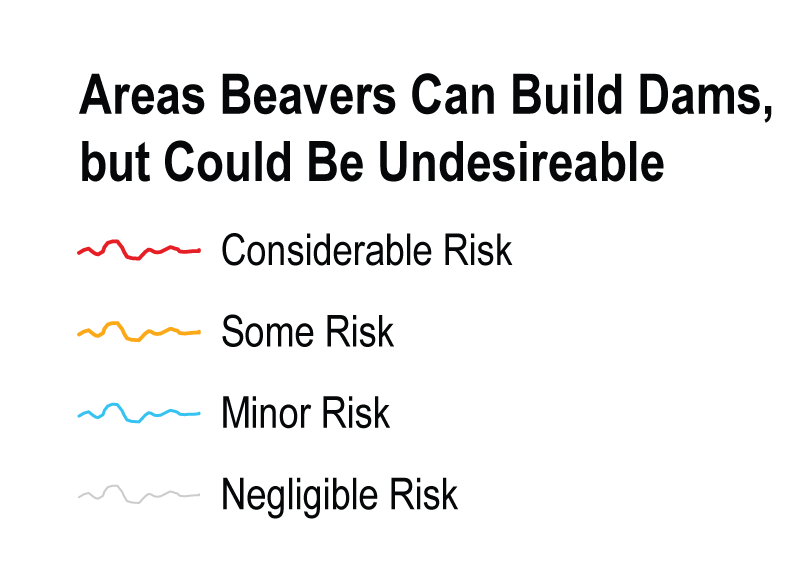 Areas Beavers Can Build Dams,
but Could Be Undesireable
Considerable Risk
Some Risk
Minor Risk
Negligible Risk